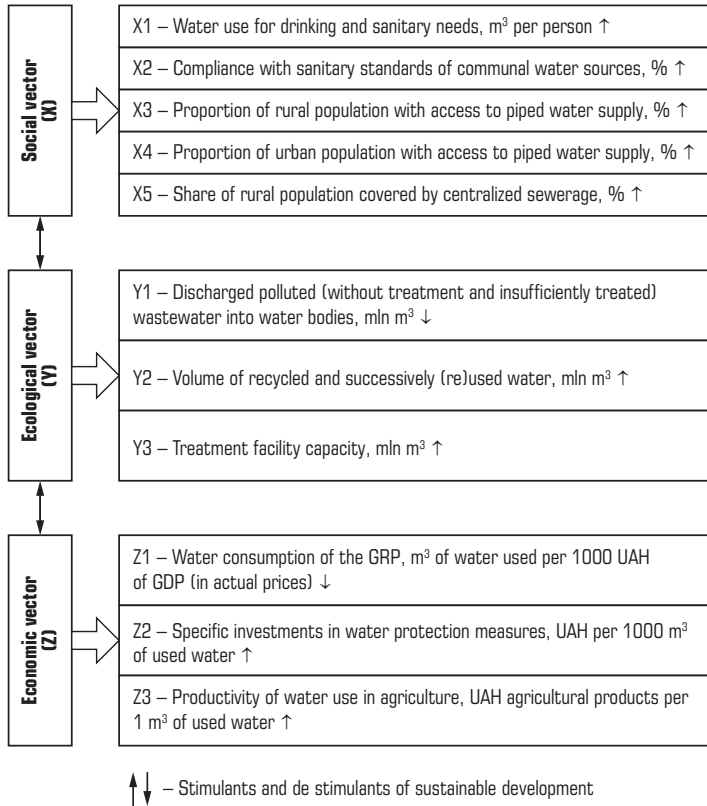 Social vector
(X)
X1 – Water use for drinking and sanitary needs, m³ per person ↑
X2 – Compliance with sanitary standards of communal water sources, % ↑
X3 – Proportion of rural population with access to piped water supply, % ↑
X4 – Proportion of urban population with access to piped water supply, % ↑
X5 – Share of rural population covered by centralized sewerage, % ↑
Ecological vector
(Y)
Y1 – Discharged polluted (without treatment and insufficiently treated)
wastewater into water bodies, mln m³ ↓
Y2 – Volume of recycled and successively (re)used water, mln m³ ↑
Y3 – Treatment facility capacity, mln m³ ↑
Economic vector
(Z)
Z1 – Water consumption of the GRP, m³ of water used per 1000 UAH
of GDP (in actual prices) ↓
Z2 – Specific investments in water protection measures, UAH per 1000 m³
of used water ↑
Z3 – Productivity of water use in agriculture, UAH agricultural products per
1 m³ of used water ↑
↑↓ – Stimulants and de stimulants of sustainable development